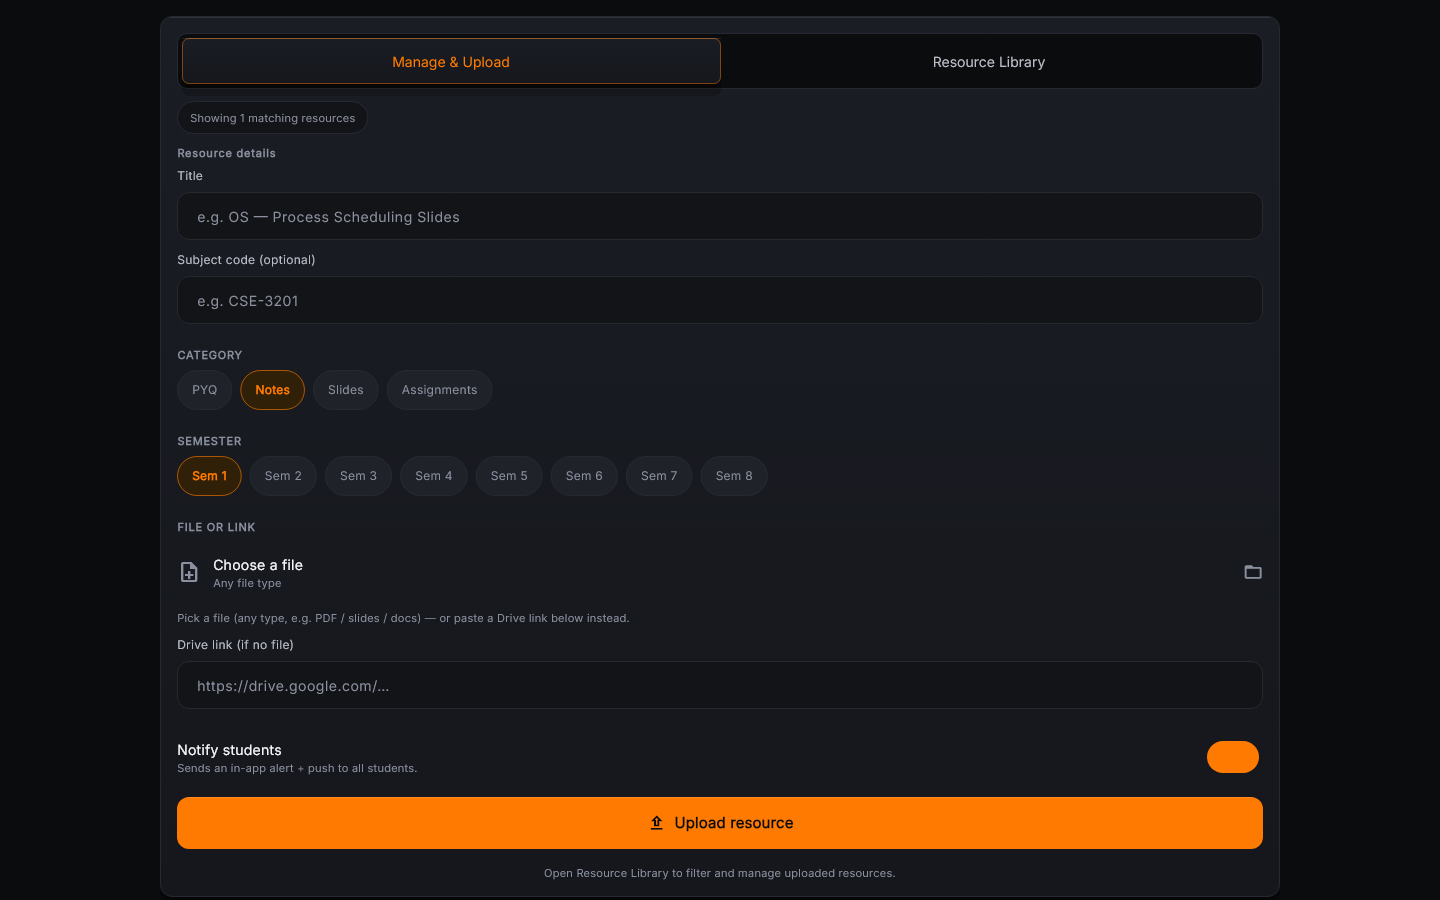 Manage & Upload
Resource Library
Showing 1 matching resources
Resource details
Title
e.g. OS — Process Scheduling Slides
Subject code (optional)
e.g. CSE-3201
CATEGORY
PYQ Notes Slides Assignments
SEMESTER
Sem 1 Sem 2 Sem 3 Sem 4 Sem 5 Sem 6 Sem 7 Sem 8
FILE OR LINK
Choose a file
Any file type
Pick a file (any type, e.g. PDF / slides / docs) — or paste a Drive link below instead.
Drive link (if no file)
https://drive.google.com/...
Notify students
Sends an in-app alert + push to all students.
Upload resource
Open Resource Library to filter and manage uploaded resources.